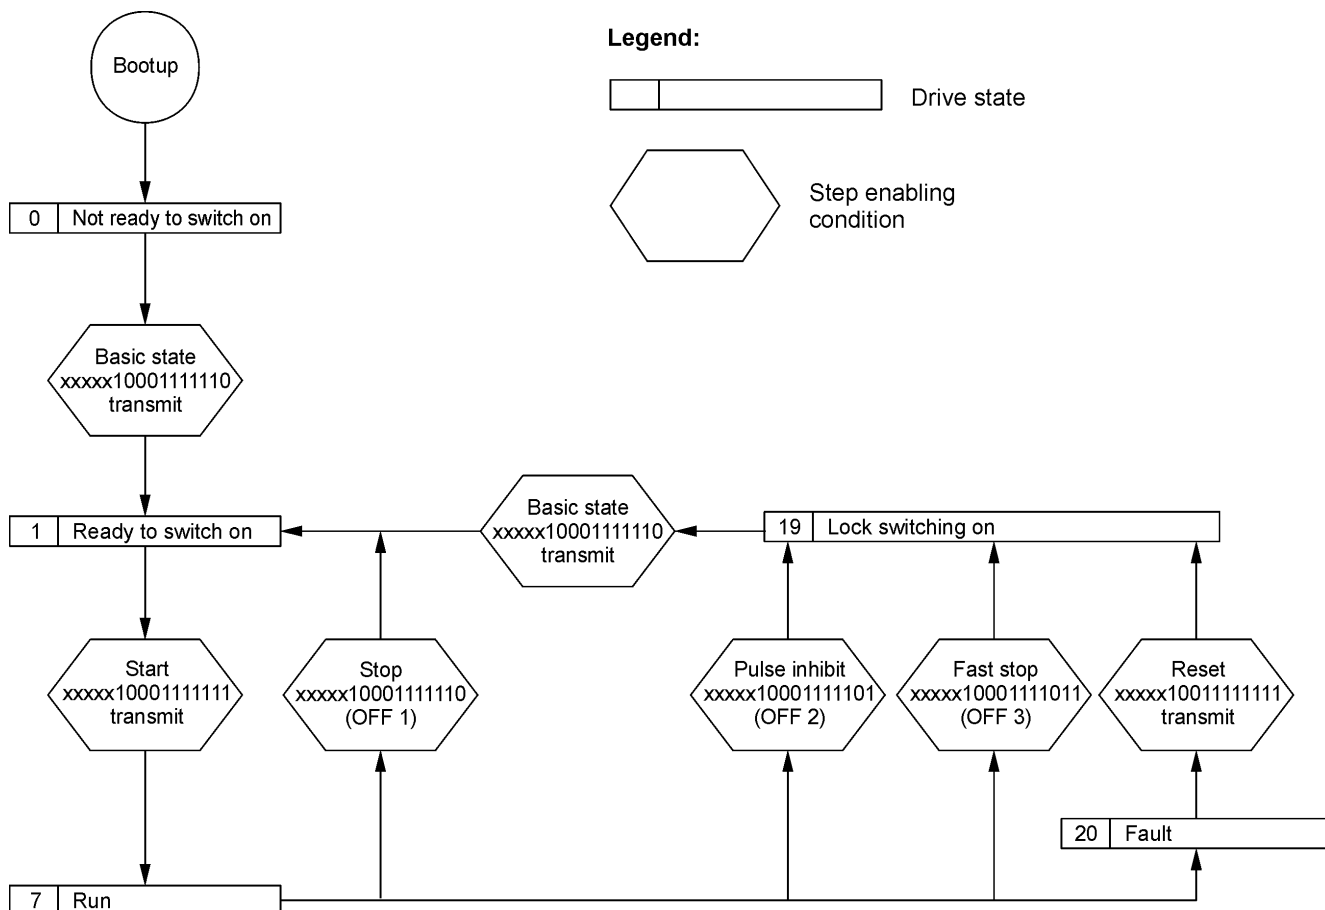 Bootup
Legend:
Drive state
Step enabling
condition
0 Not ready to switch on
Basic state
xxxxx10001111110
transmit
1 Ready to switch on
Basic state
xxxxx10001111110
transmit
19 Lock switching on
Start
xxxxx10001111111
transmit
Stop
xxxxx10001111110
(OFF 1)
Pulse inhibit
xxxxx10001111101
(OFF 2)
Fast stop
xxxxx10001111011
(OFF 3)
Reset
xxxxx10011111111
transmit
20 Fault
7 Run